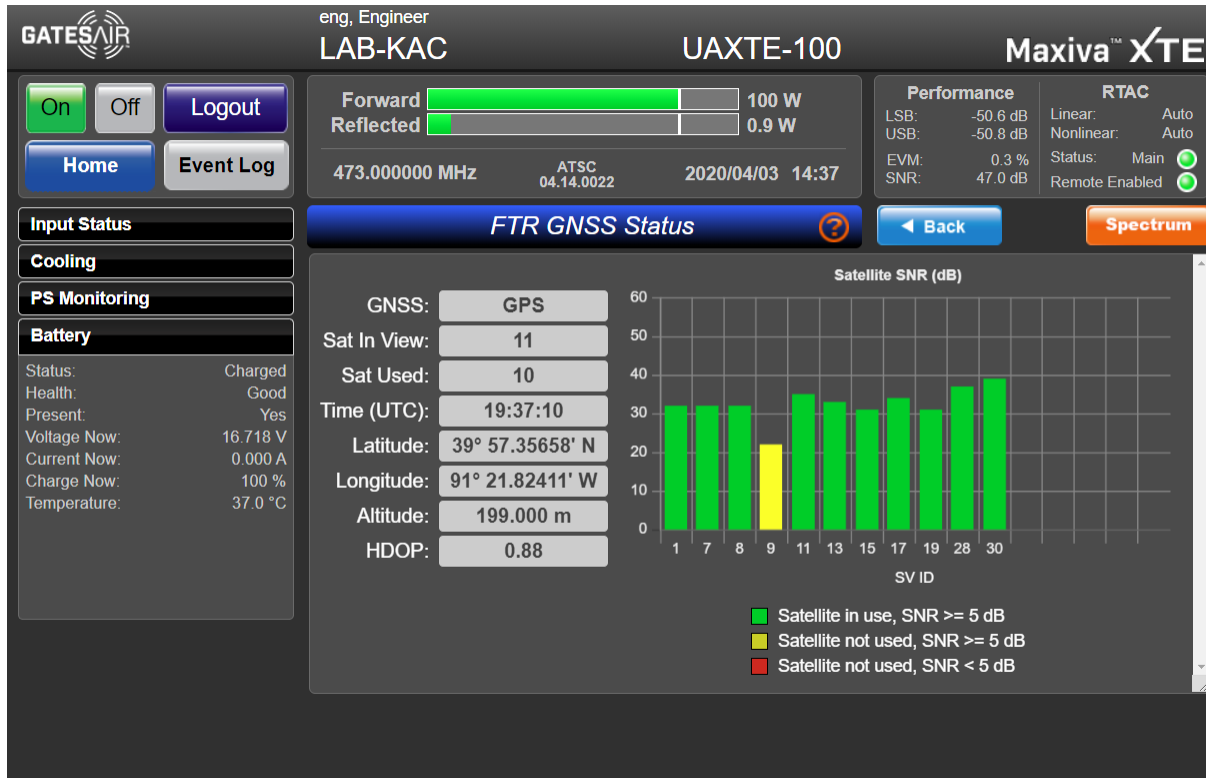 GATESAIR
eng, Engineer
LAB-KAC
UAXTE-100
Maxiva™ XTE
On
Off
Logout
Home
Event Log
Forward 100 W
Reflected 0.9 W
473.000000 MHz
ATSC
04.14.0022
2020/04/03 14:37
Performance
LSB: -50.6 dB
USB: -50.8 dB
EVM: 0.3 %
SNR: 47.0 dB
RTAC
Linear: Auto
Nonlinear: Auto
Status: Main
Remote Enabled
Input Status
Cooling
PS Monitoring
Battery
Status: Charged
Health: Good
Present: Yes
Voltage Now: 16.718 V
Current Now: 0.000 A
Charge Now: 100 %
Temperature: 37.0 °C
FTR GNSS Status
?
Back
Spectrum
GNSS: GPS
Sat In View: 11
Sat Used: 10
Time (UTC): 19:37:10
Latitude: 39° 57.35658' N
Longitude: 91° 21.82411' W
Altitude: 199.000 m
HDOP: 0.88
Satellite SNR (dB)
60
50
40
30
20
10
0
1 7 8 9 11 13 15 17 19 28 30
SV ID
Satellite in use, SNR >= 5 dB
Satellite not used, SNR >= 5 dB
Satellite not used, SNR < 5 dB